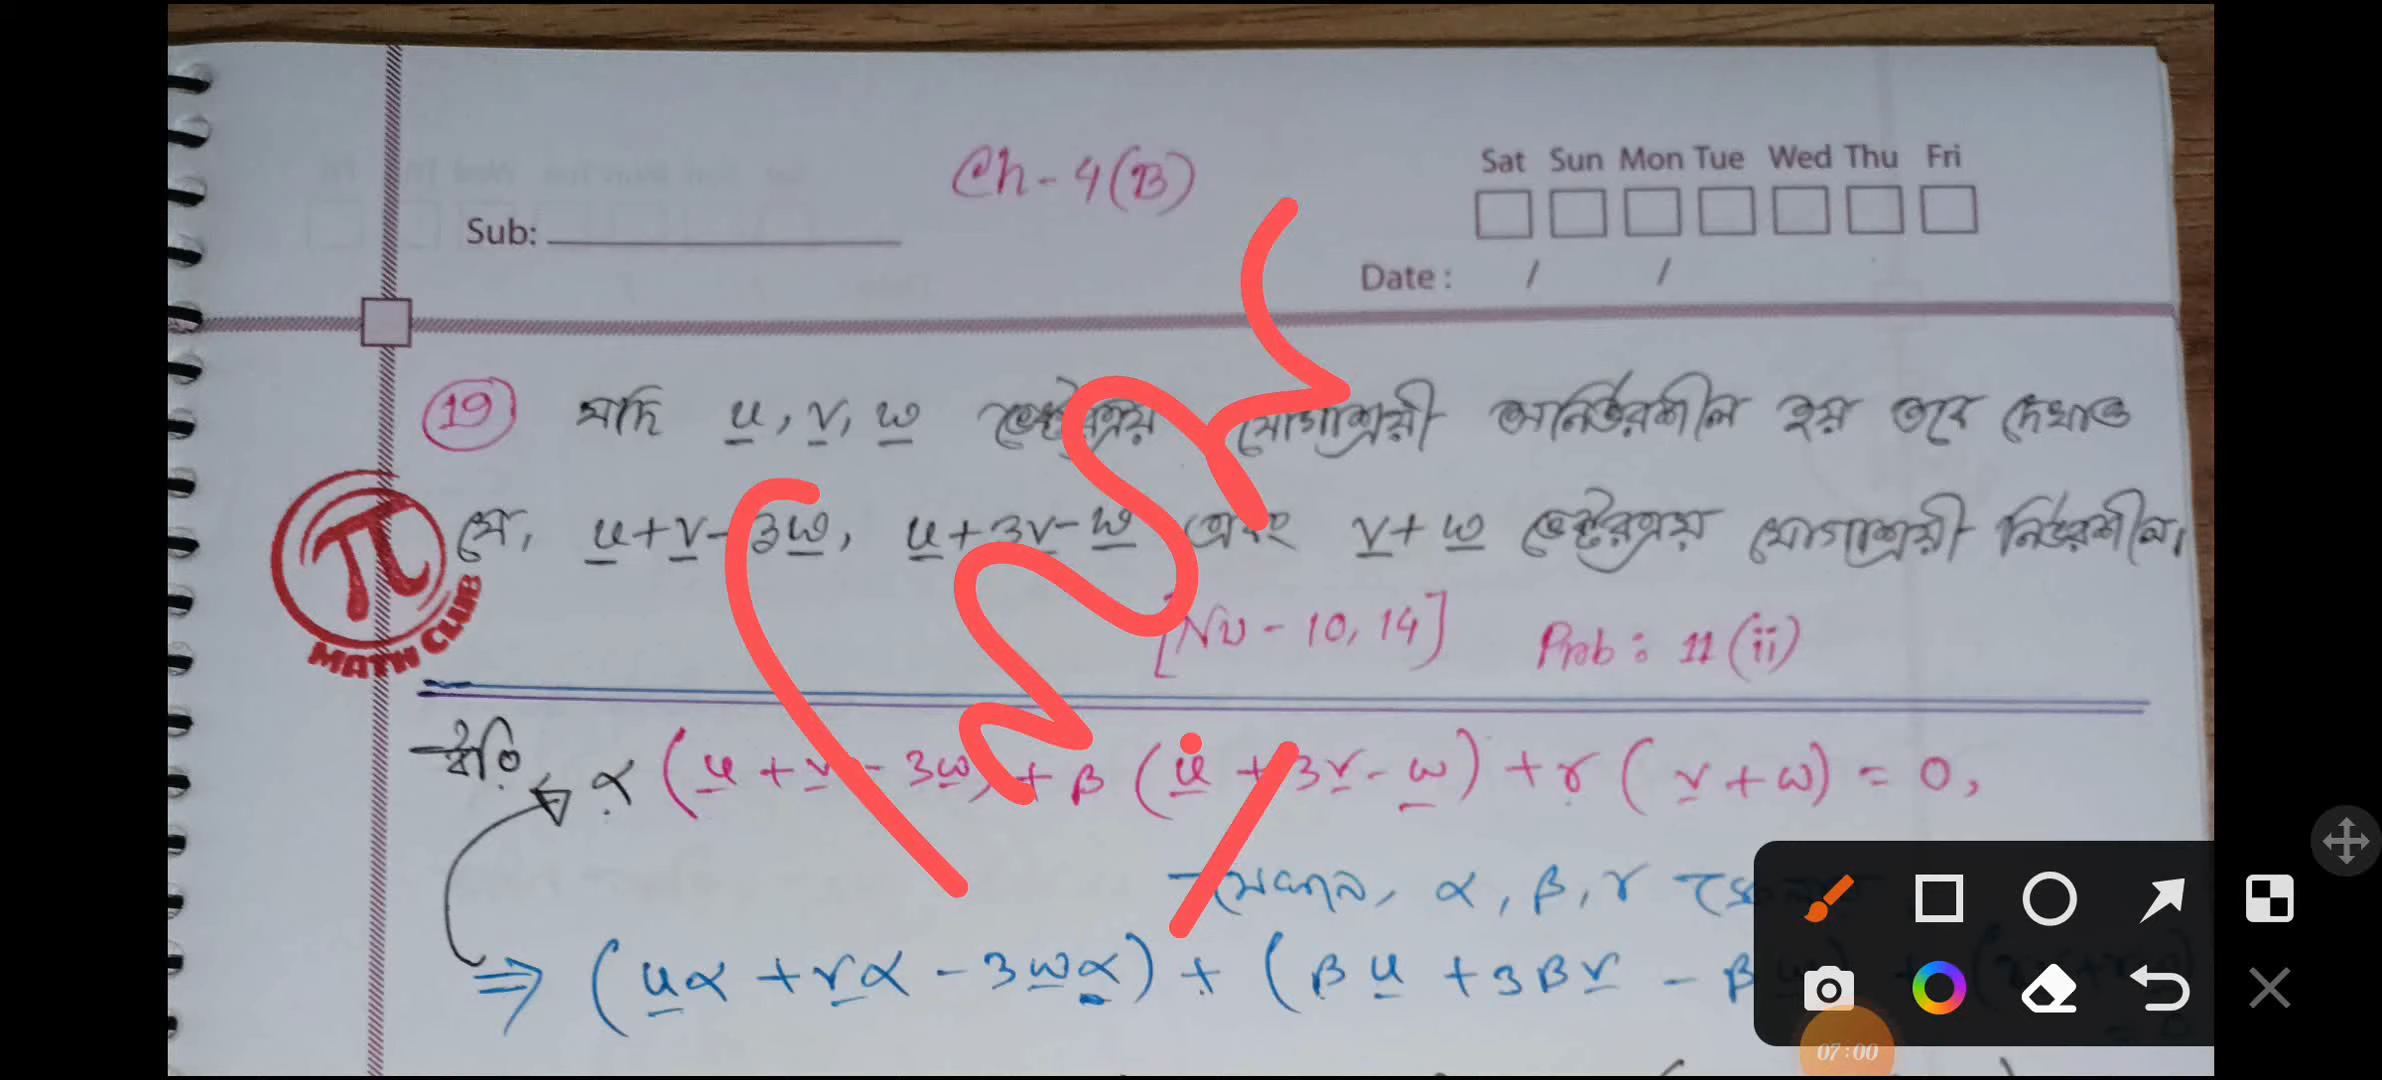 Ch-4(B)
Sat Sun Mon Tue Wed Thu Fri
Sub:
Date : / /
19 যদি u, v, w ভেক্টরত্রয় যোগাশ্রয়ী অনির্ভরশীল হয় তবে দেখাও
যে, u+v-3w, u+3v-w এবং v+w ভেক্টরত্রয় যোগাশ্রয়ী নির্ভরশীল।
π
MATH CLUB
[NU-10, 14] Prob: 11(ii)
ধরি α(u+v-3w)+β(u+3v-w)+γ(v+w)=0,
যেখানে, α, β, γ
⇒ (uα+vα-3wα)+(βu+3βv-β
07:00